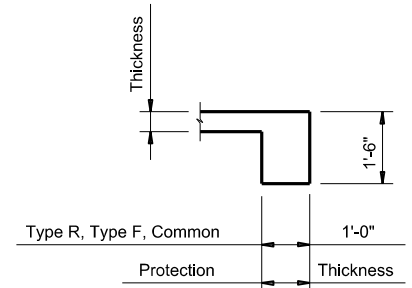 Thickness
1'-6"
Type R, Type F, Common 1'-0"
Protection Thickness